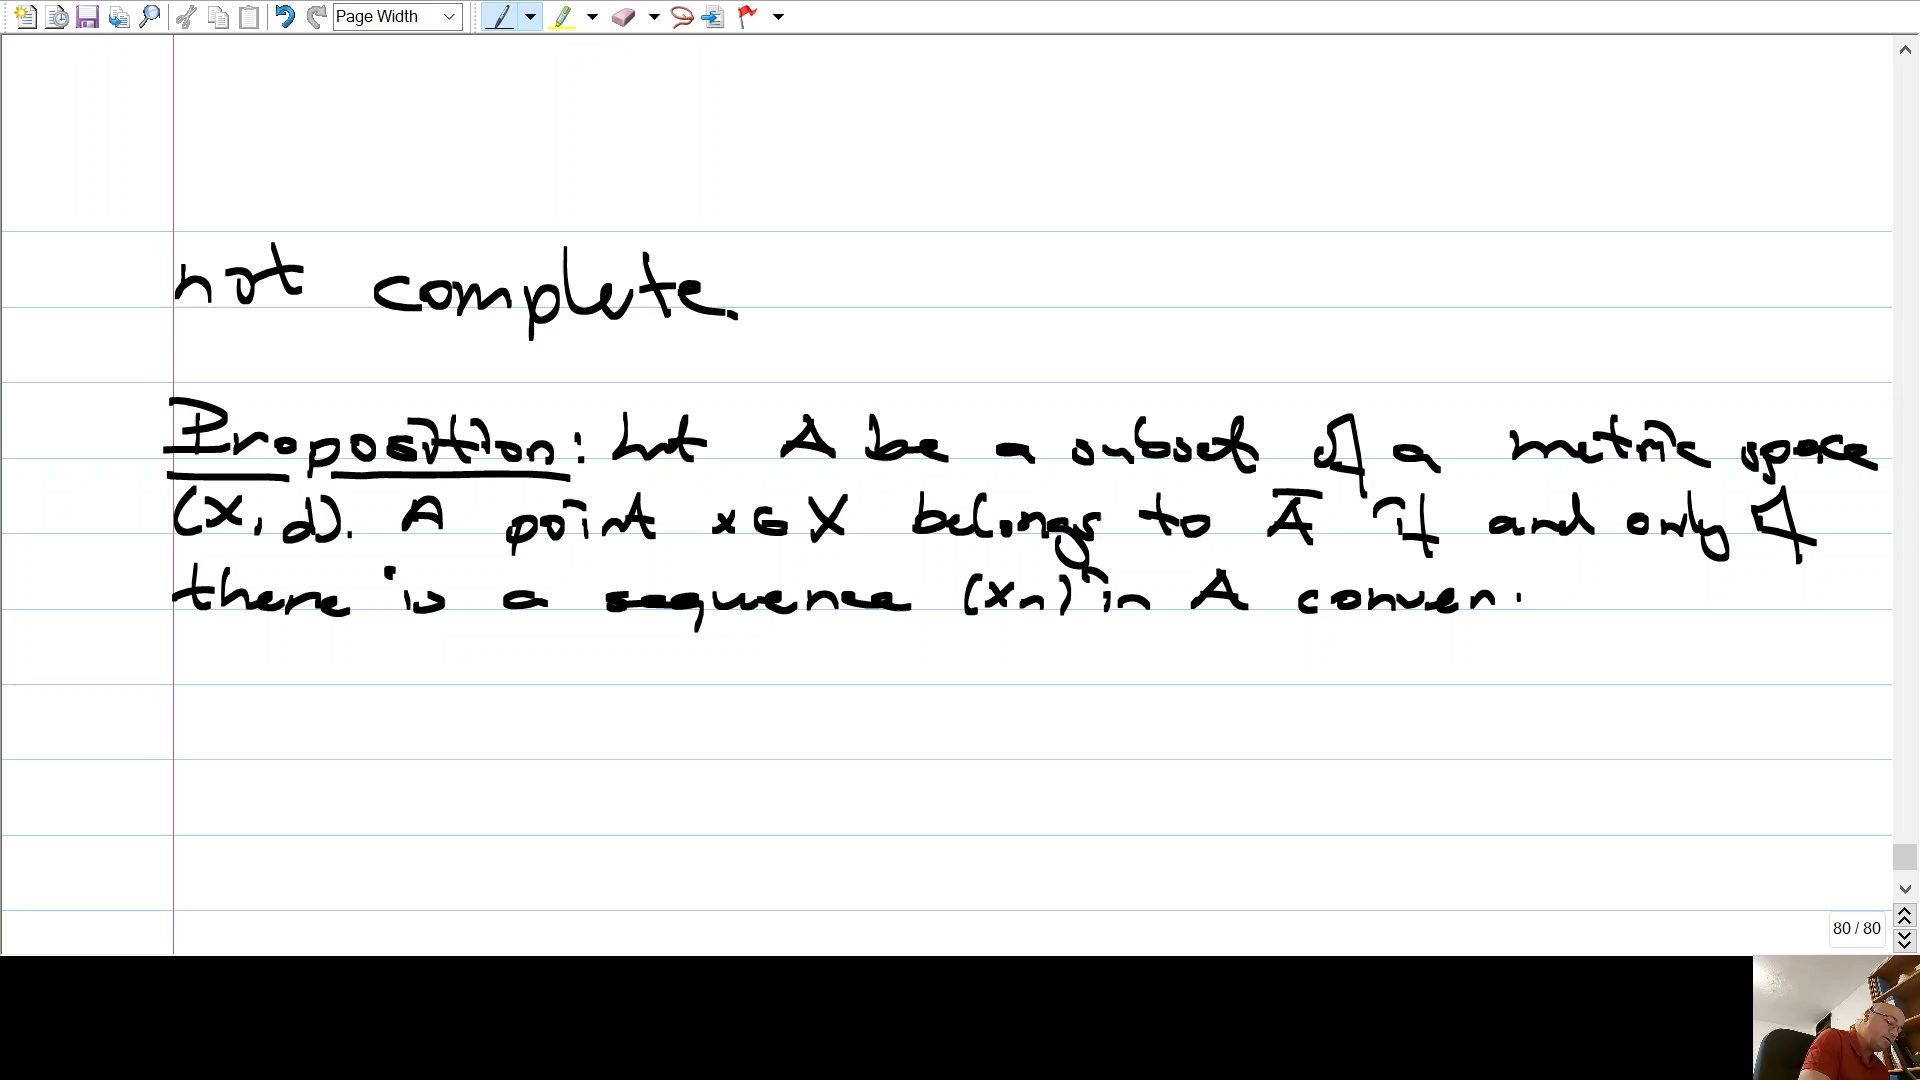 Page Width
not complete.
Proposition: Let A be a subset of a metric space
(X, d). A point x ∈ X belongs to A̅ if and only if
there is a sequence (xn) in A conver
80 / 80